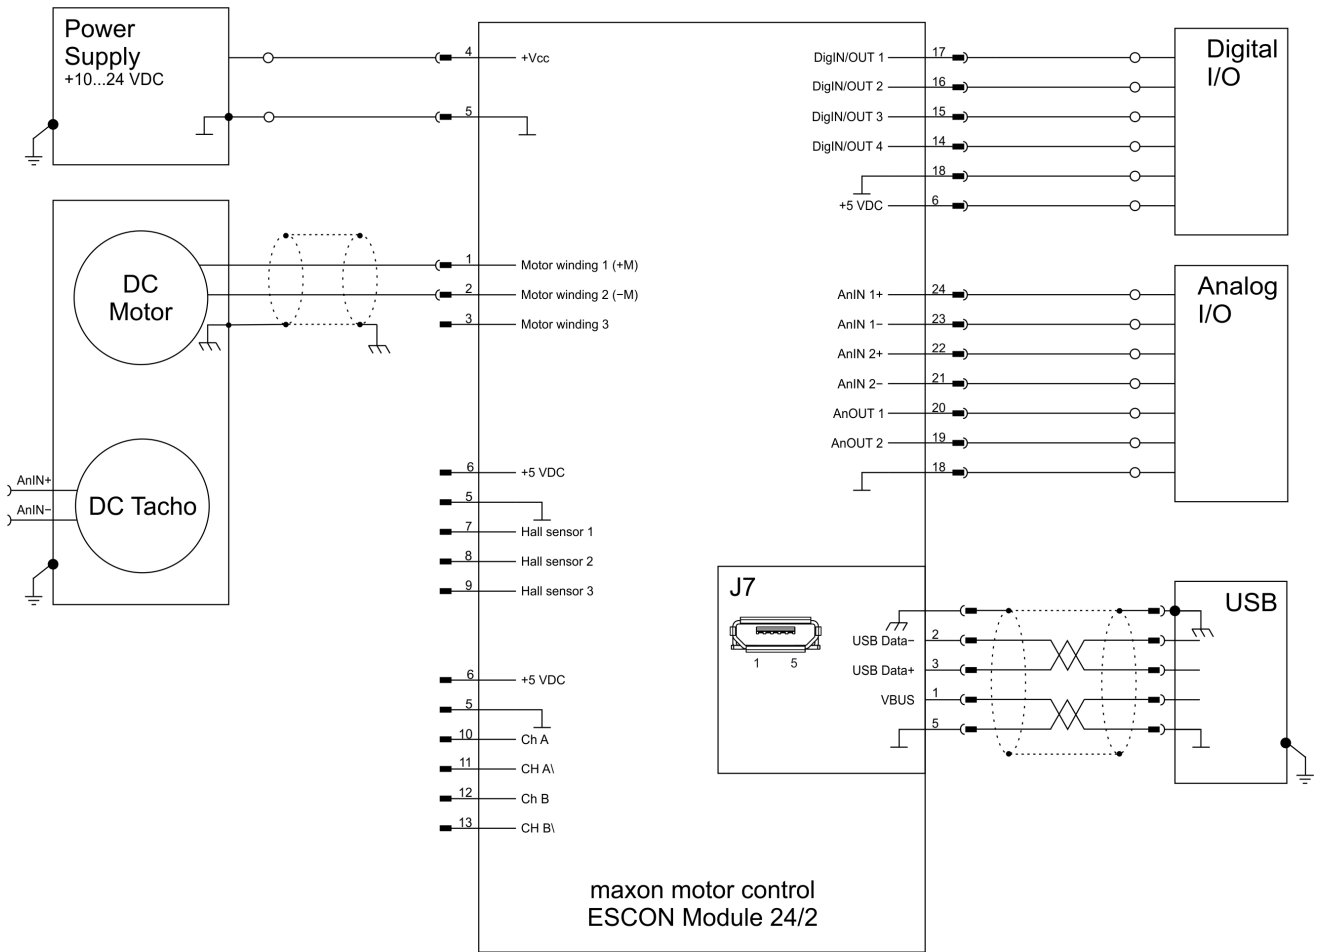 Power
Supply
+10...24 VDC
4
+Vcc
5
DC
Motor
1
Motor winding 1 (+M)
2
Motor winding 2 (−M)
3
Motor winding 3
AnIN+
AnIN−
DC Tacho
6
+5 VDC
5
7
Hall sensor 1
8
Hall sensor 2
9
Hall sensor 3
6
+5 VDC
5
10
Ch A
11
CH A\
12
Ch B
13
CH B\
DigIN/OUT 1
17
DigIN/OUT 2
16
DigIN/OUT 3
15
DigIN/OUT 4
14
18
+5 VDC
6
Digital
I/O
AnIN 1+
24
AnIN 1−
23
AnIN 2+
22
AnIN 2−
21
AnOUT 1
20
AnOUT 2
19
18
Analog
I/O
J7
1 5
USB Data−
2
USB Data+
3
VBUS
1
5
USB
maxon motor control
ESCON Module 24/2